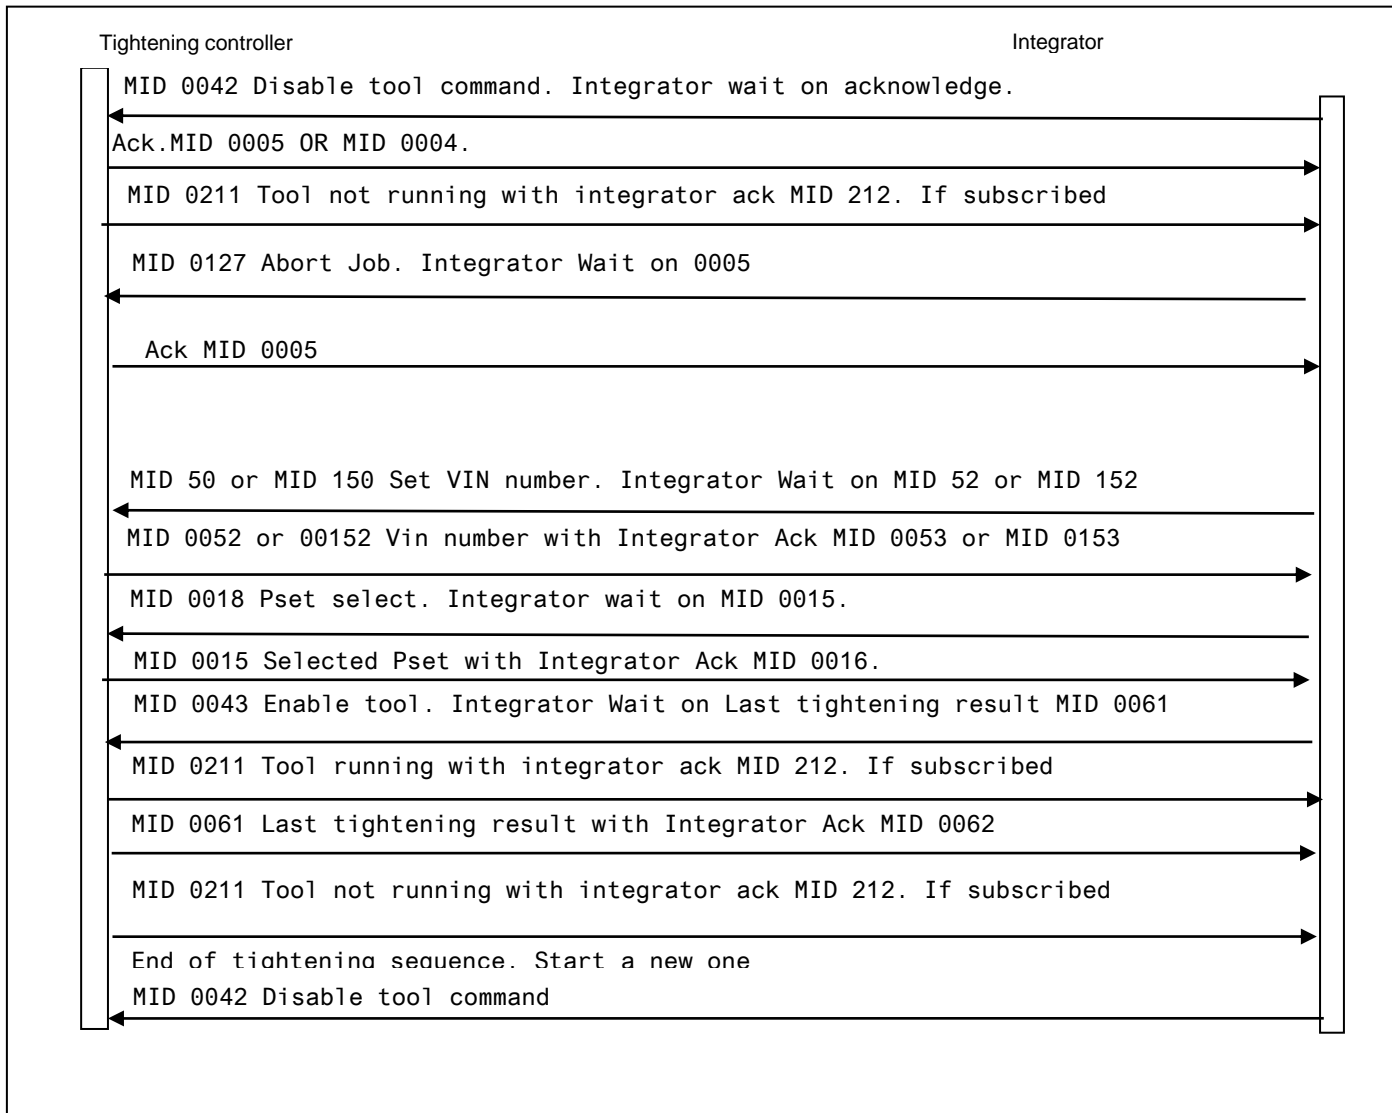 Tightening controller
Integrator
MID 0042 Disable tool command. Integrator wait on acknowledge.
Ack.MID 0005 OR MID 0004.
MID 0211 Tool not running with integrator ack MID 212. If subscribed
MID 0127 Abort Job. Integrator Wait on 0005
Ack MID 0005
MID 50 or MID 150 Set VIN number. Integrator Wait on MID 52 or MID 152
MID 0052 or 00152 Vin number with Integrator Ack MID 0053 or MID 0153
MID 0018 Pset select. Integrator wait on MID 0015.
MID 0015 Selected Pset with Integrator Ack MID 0016.
MID 0043 Enable tool. Integrator Wait on Last tightening result MID 0061
MID 0211 Tool running with integrator ack MID 212. If subscribed
MID 0061 Last tightening result with Integrator Ack MID 0062
MID 0211 Tool not running with integrator ack MID 212. If subscribed
End of tightening sequence. Start a new one
MID 0042 Disable tool command